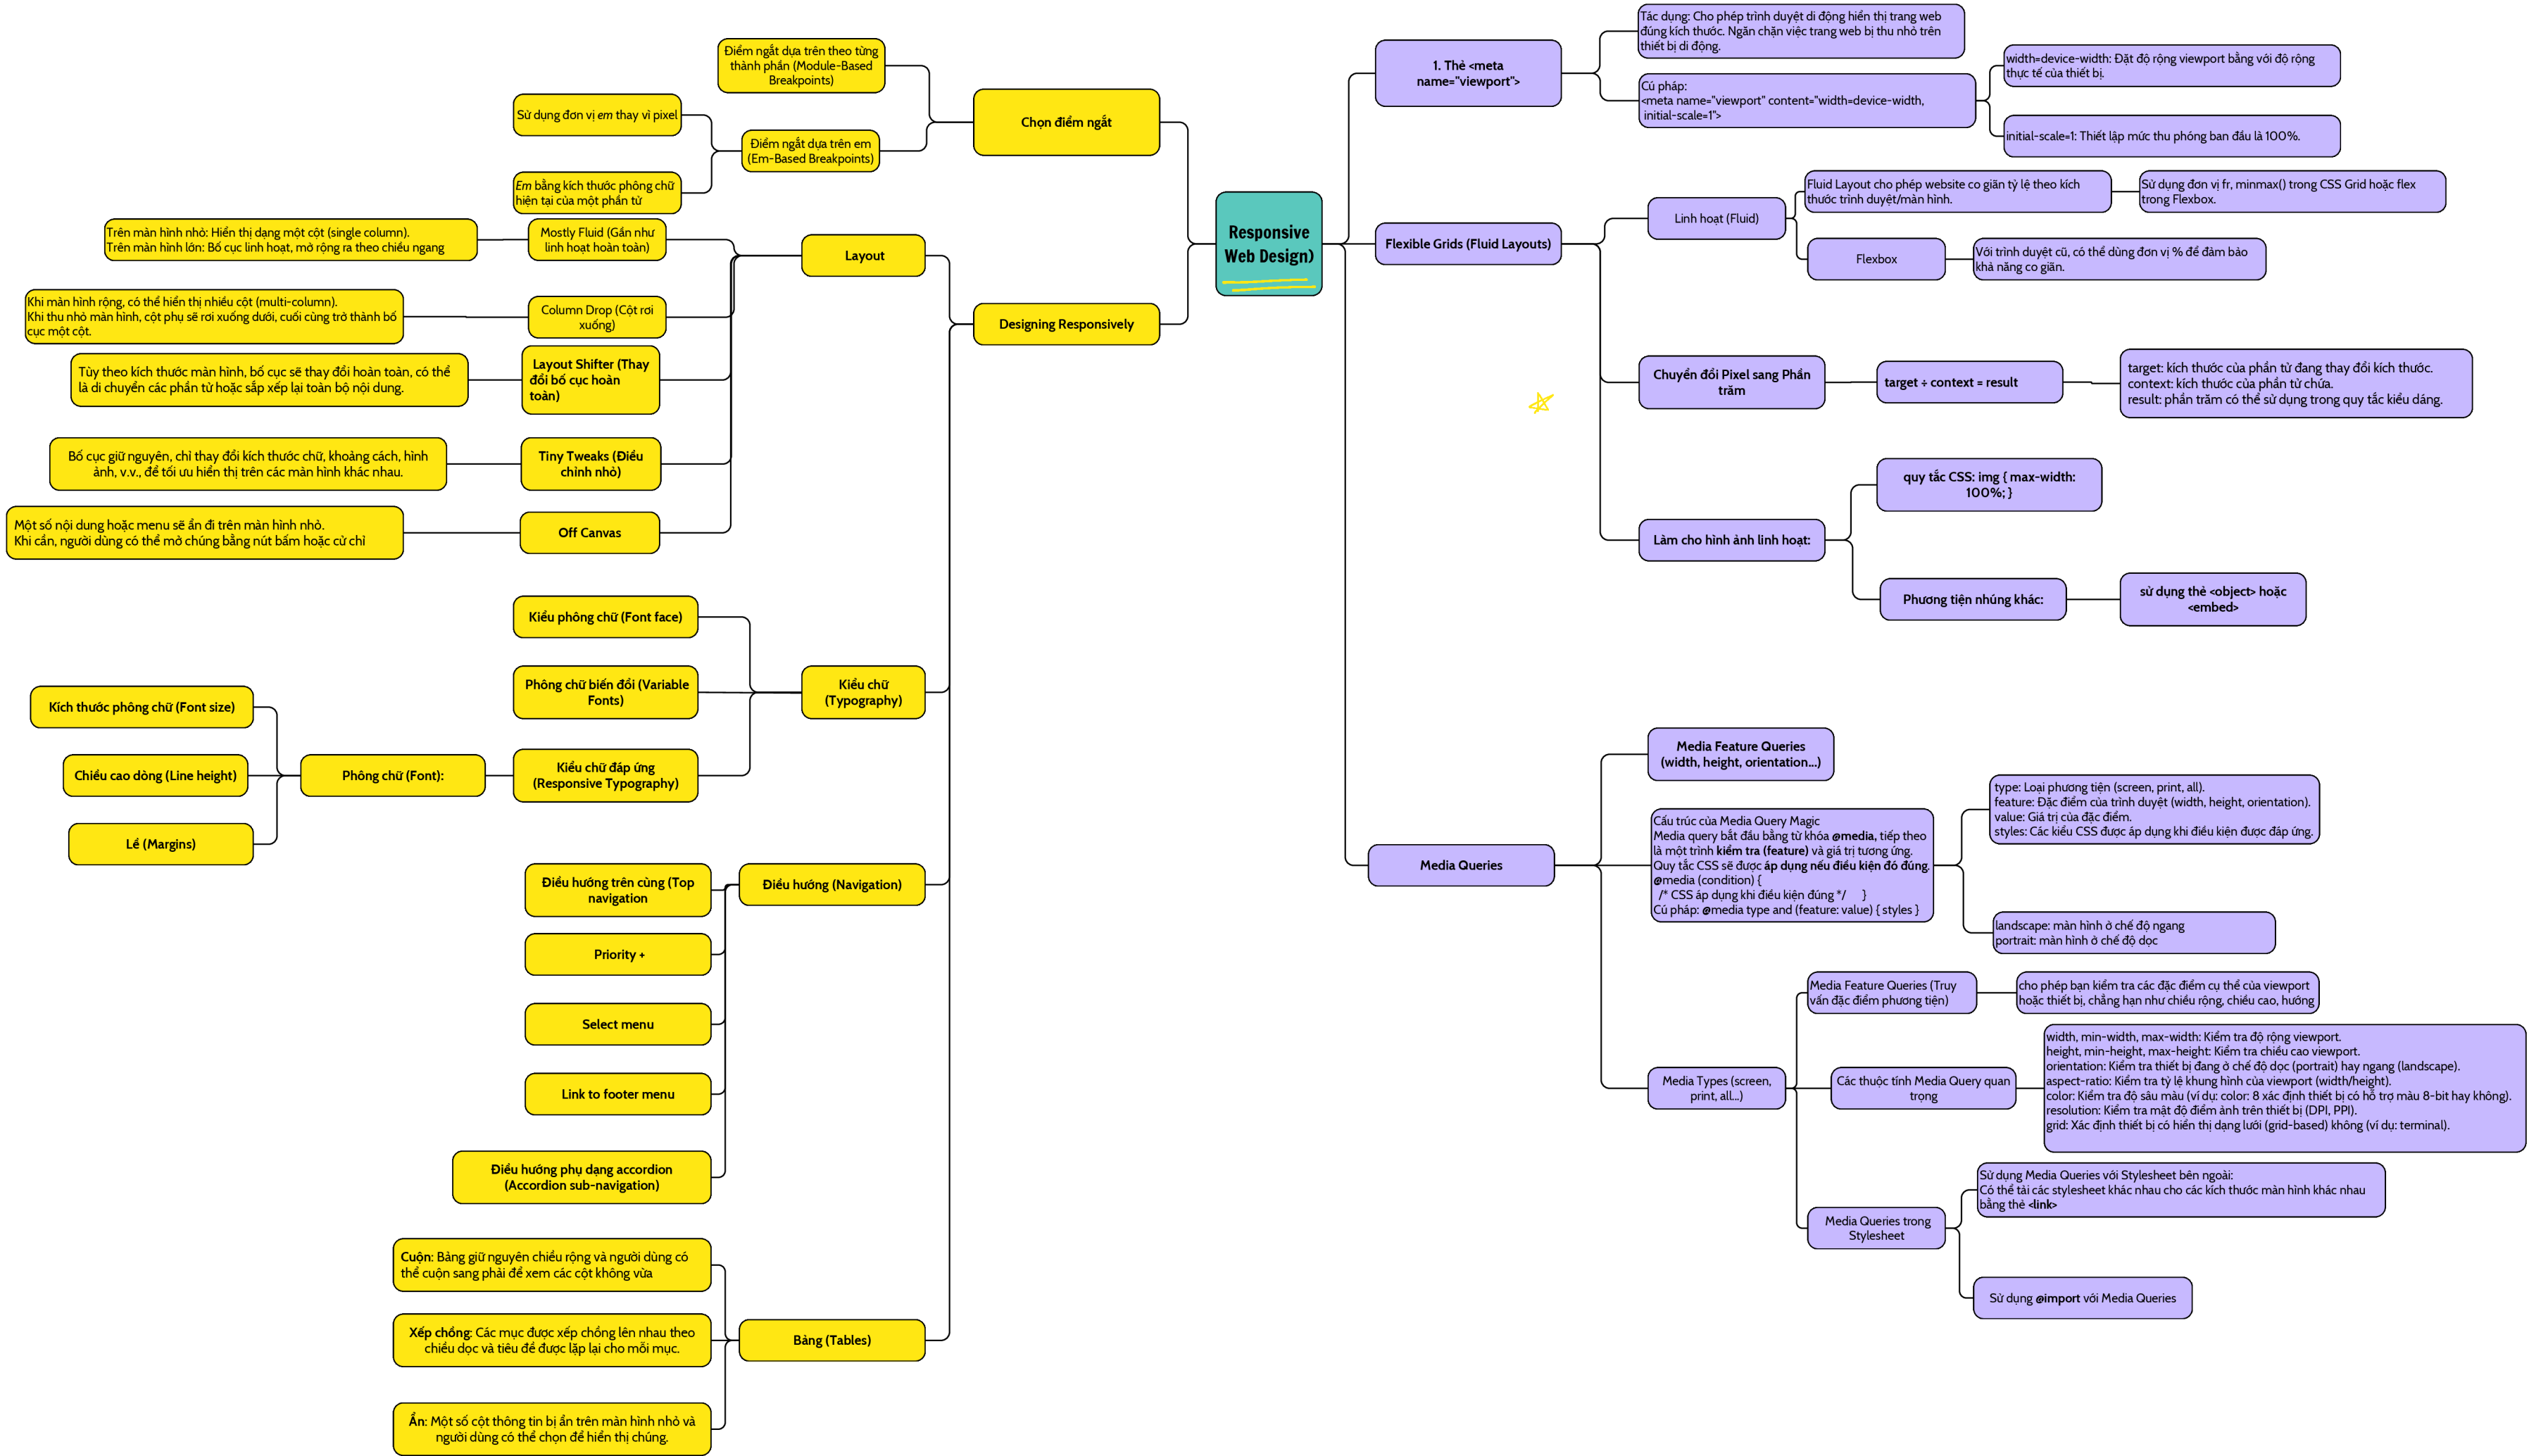 Responsive
Web Design)
1. Thẻ <meta
name="viewport">
Tác dụng: Cho phép trình duyệt di động hiển thị trang web
đúng kích thước. Ngăn chặn việc trang web bị thu nhỏ trên
thiết bị di động.
Cú pháp:
<meta name="viewport" content="width=device-width,
initial-scale=1">
width=device-width: Đặt độ rộng viewport bằng với độ rộng
thực tế của thiết bị.
initial-scale=1: Thiết lập mức thu phóng ban đầu là 100%.
Flexible Grids (Fluid Layouts)
Linh hoạt (Fluid)
Fluid Layout cho phép website co giãn tỷ lệ theo kích
thước trình duyệt/màn hình.
Sử dụng đơn vị fr, minmax() trong CSS Grid hoặc flex
trong Flexbox.
Flexbox
Với trình duyệt cũ, có thể dùng đơn vị % để đảm bảo
khả năng co giãn.
Chuyển đổi Pixel sang Phần
trăm
target ÷ context = result
target: kích thước của phần tử đang thay đổi kích thước.
context: kích thước của phần tử chứa.
result: phần trăm có thể sử dụng trong quy tắc kiểu dáng.
Làm cho hình ảnh linh hoạt:
quy tắc CSS: img { max-width:
100%; }
Phương tiện nhúng khác:
sử dụng thẻ <object> hoặc
<embed>
Media Queries
Media Feature Queries
(width, height, orientation...)
Cấu trúc của Media Query Magic
Media query bắt đầu bằng từ khóa @media, tiếp theo
là một trình kiểm tra (feature) và giá trị tương ứng.
Quy tắc CSS sẽ được áp dụng nếu điều kiện đó đúng.
@media (condition) {
/* CSS áp dụng khi điều kiện đúng */ }
Cú pháp: @media type and (feature: value) { styles }
type: Loại phương tiện (screen, print, all).
feature: Đặc điểm của trình duyệt (width, height, orientation).
value: Giá trị của đặc điểm.
styles: Các kiểu CSS được áp dụng khi điều kiện được đáp ứng.
landscape: màn hình ở chế độ ngang
portrait: màn hình ở chế độ dọc
Media Types (screen,
print, all...)
Media Feature Queries (Truy
vấn đặc điểm phương tiện)
cho phép bạn kiểm tra các đặc điểm cụ thể của viewport
hoặc thiết bị, chẳng hạn như chiều rộng, chiều cao, hướng
Các thuộc tính Media Query quan
trọng
width, min-width, max-width: Kiểm tra độ rộng viewport.
height, min-height, max-height: Kiểm tra chiều cao viewport.
orientation: Kiểm tra thiết bị đang ở chế độ dọc (portrait) hay ngang (landscape).
aspect-ratio: Kiểm tra tỷ lệ khung hình của viewport (width/height).
color: Kiểm tra độ sâu màu (ví dụ: color: 8 xác định thiết bị có hỗ trợ màu 8-bit hay không).
resolution: Kiểm tra mật độ điểm ảnh trên thiết bị (DPI, PPI).
grid: Xác định thiết bị có hiển thị dạng lưới (grid-based) không (ví dụ: terminal).
Media Queries trong
Stylesheet
Sử dụng Media Queries với Stylesheet bên ngoài:
Có thể tải các stylesheet khác nhau cho các kích thước màn hình khác nhau
bằng thẻ <link>
Sử dụng @import với Media Queries
Chọn điểm ngắt
Điểm ngắt dựa trên theo từng
thành phần (Module-Based
Breakpoints)
Điểm ngắt dựa trên em
(Em-Based Breakpoints)
Sử dụng đơn vị em thay vì pixel
Em bằng kích thước phông chữ
hiện tại của một phần tử
Designing Responsively
Layout
Mostly Fluid (Gần như
linh hoạt hoàn toàn)
Trên màn hình nhỏ: Hiển thị dạng một cột (single column).
Trên màn hình lớn: Bố cục linh hoạt, mở rộng ra theo chiều ngang
Column Drop (Cột rơi
xuống)
Khi màn hình rộng, có thể hiển thị nhiều cột (multi-column).
Khi thu nhỏ màn hình, cột phụ sẽ rơi xuống dưới, cuối cùng trở thành bố
cục một cột.
Layout Shifter (Thay
đổi bố cục hoàn
toàn)
Tùy theo kích thước màn hình, bố cục sẽ thay đổi hoàn toàn, có thể
là di chuyển các phần tử hoặc sắp xếp lại toàn bộ nội dung.
Tiny Tweaks (Điều
chỉnh nhỏ)
Bố cục giữ nguyên, chỉ thay đổi kích thước chữ, khoảng cách, hình
ảnh, v.v., để tối ưu hiển thị trên các màn hình khác nhau.
Off Canvas
Một số nội dung hoặc menu sẽ ẩn đi trên màn hình nhỏ.
Khi cần, người dùng có thể mở chúng bằng nút bấm hoặc cử chỉ
Kiểu chữ
(Typography)
Kiểu phông chữ (Font face)
Phông chữ biến đổi (Variable
Fonts)
Kiểu chữ đáp ứng
(Responsive Typography)
Phông chữ (Font):
Kích thước phông chữ (Font size)
Chiều cao dòng (Line height)
Lề (Margins)
Điều hướng (Navigation)
Điều hướng trên cùng (Top
navigation
Priority +
Select menu
Link to footer menu
Điều hướng phụ dạng accordion
(Accordion sub-navigation)
Bảng (Tables)
Cuộn: Bảng giữ nguyên chiều rộng và người dùng có
thể cuộn sang phải để xem các cột không vừa
Xếp chồng: Các mục được xếp chồng lên nhau theo
chiều dọc và tiêu đề được lặp lại cho mỗi mục.
Ẩn: Một số cột thông tin bị ẩn trên màn hình nhỏ và
người dùng có thể chọn để hiển thị chúng.